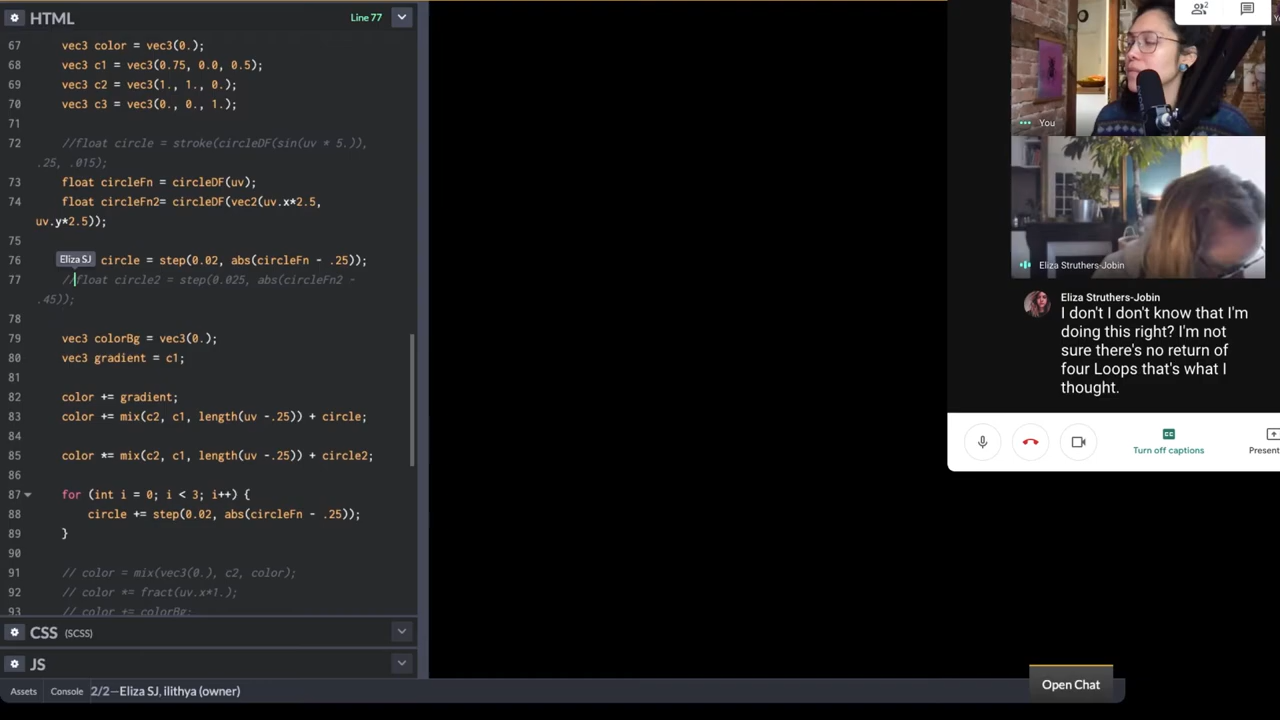 HTML
Line 77
67 vec3 color = vec3(0.);
68 vec3 c1 = vec3(0.75, 0.0, 0.5);
69 vec3 c2 = vec3(1., 1., 0.);
70 vec3 c3 = vec3(0., 0., 1.);
71
72 //float circle = stroke(circleDF(sin(uv * 5.)),
.25, .015);
73 float circleFn = circleDF(uv);
74 float circleFn2= circleDF(vec2(uv.x*2.5,
uv.y*2.5));
75
Eliza SJ
76 circle = step(0.02, abs(circleFn - .25));
77 //float circle2 = step(0.025, abs(circleFn2 -
.45));
78
79 vec3 colorBg = vec3(0.);
80 vec3 gradient = c1;
81
82 color += gradient;
83 color += mix(c2, c1, length(uv -.25)) + circle;
84
85 color *= mix(c2, c1, length(uv -.25)) + circle2;
86
87 for (int i = 0; i < 3; i++) {
88 circle += step(0.02, abs(circleFn - .25));
89 }
90
91 // color = mix(vec3(0.), c2, color);
92 // color *= fract(uv.x*1.);
93 // color += colorBg;
CSS (SCSS)
JS
Assets Console 2/2—Eliza SJ, ilithya (owner)
Open Chat
2
You
Eliza Struthers-Jobin
Eliza Struthers-Jobin
I don't I don't know that I'm
doing this right? I'm not
sure there's no return of
four Loops that's what I
thought.
Turn off captions
Present